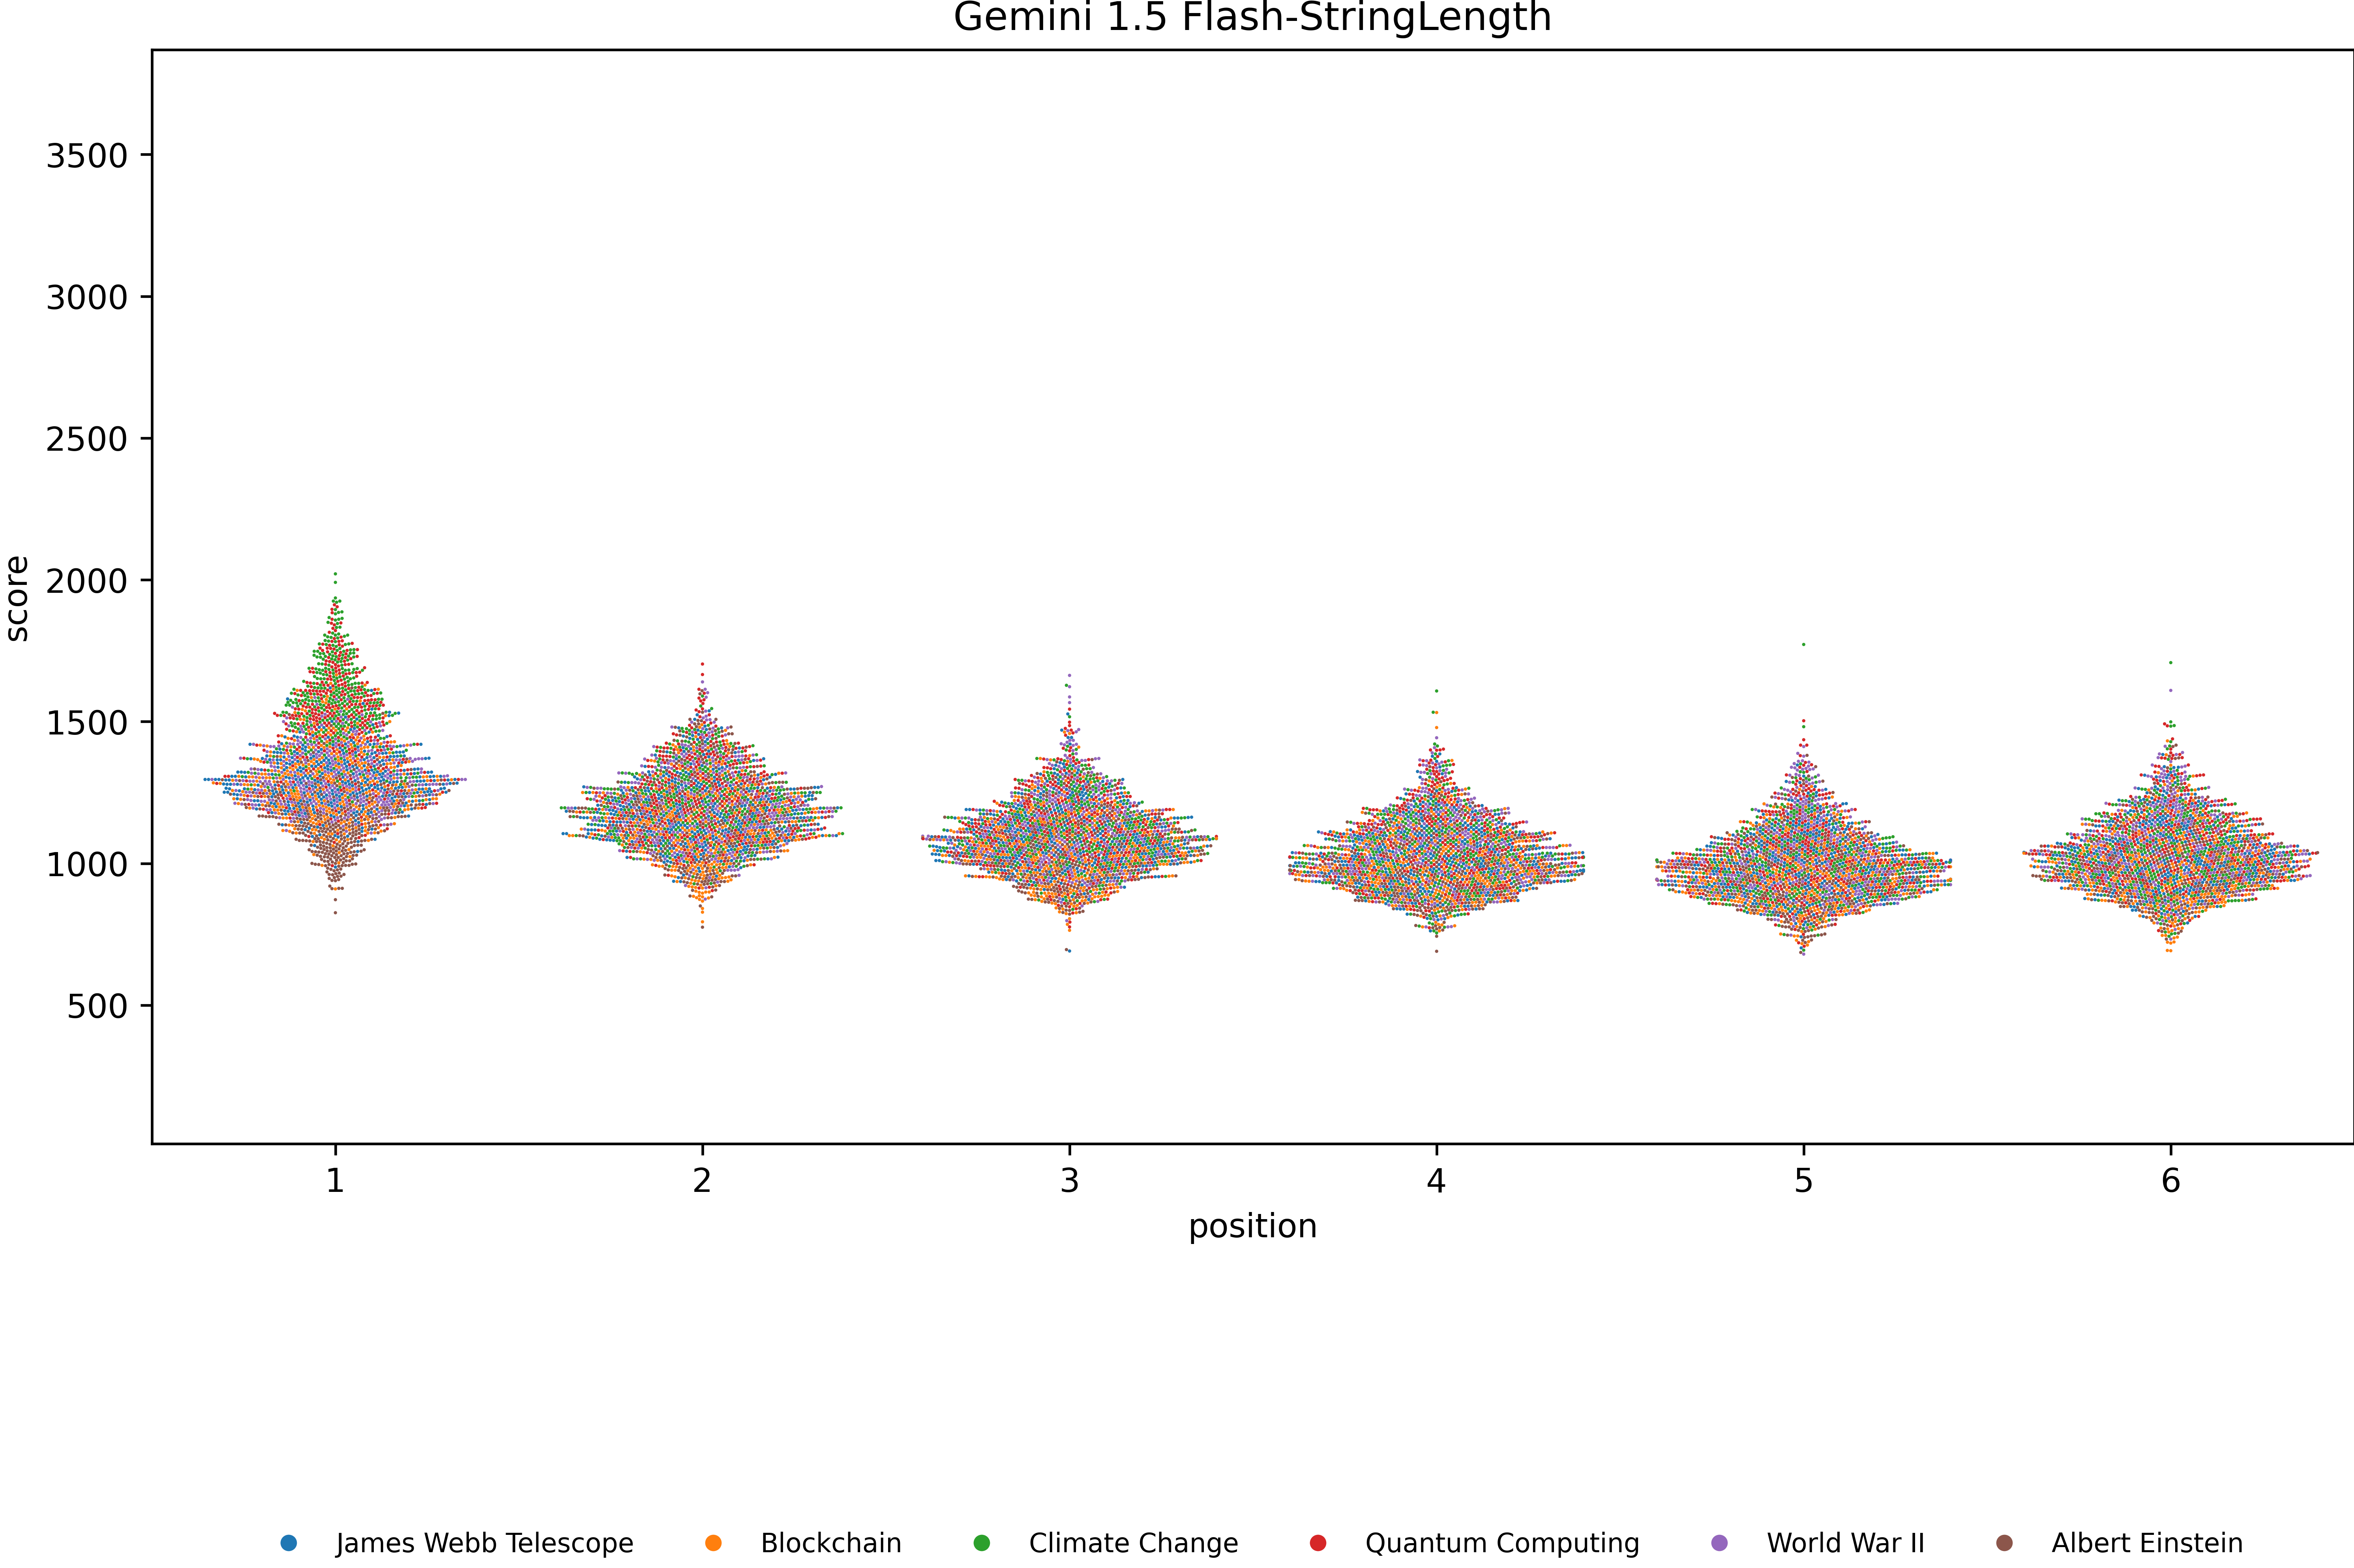 Gemini 1.5 Flash-StringLength
score
3500
3000
2500
2000
1500
1000
500
1 2 3 4 5 6
position
James Webb Telescope Blockchain Climate Change Quantum Computing World War II Albert Einstein